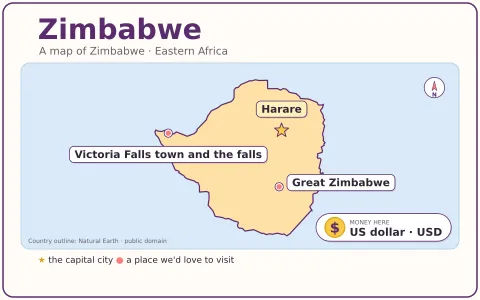 Zimbabwe
A map of Zimbabwe · Eastern Africa
N
Harare
Victoria Falls town and the falls
Great Zimbabwe
MONEY HERE
$ US dollar · USD
Country outline: Natural Earth · public domain
★ the capital city ● a place we'd love to visit